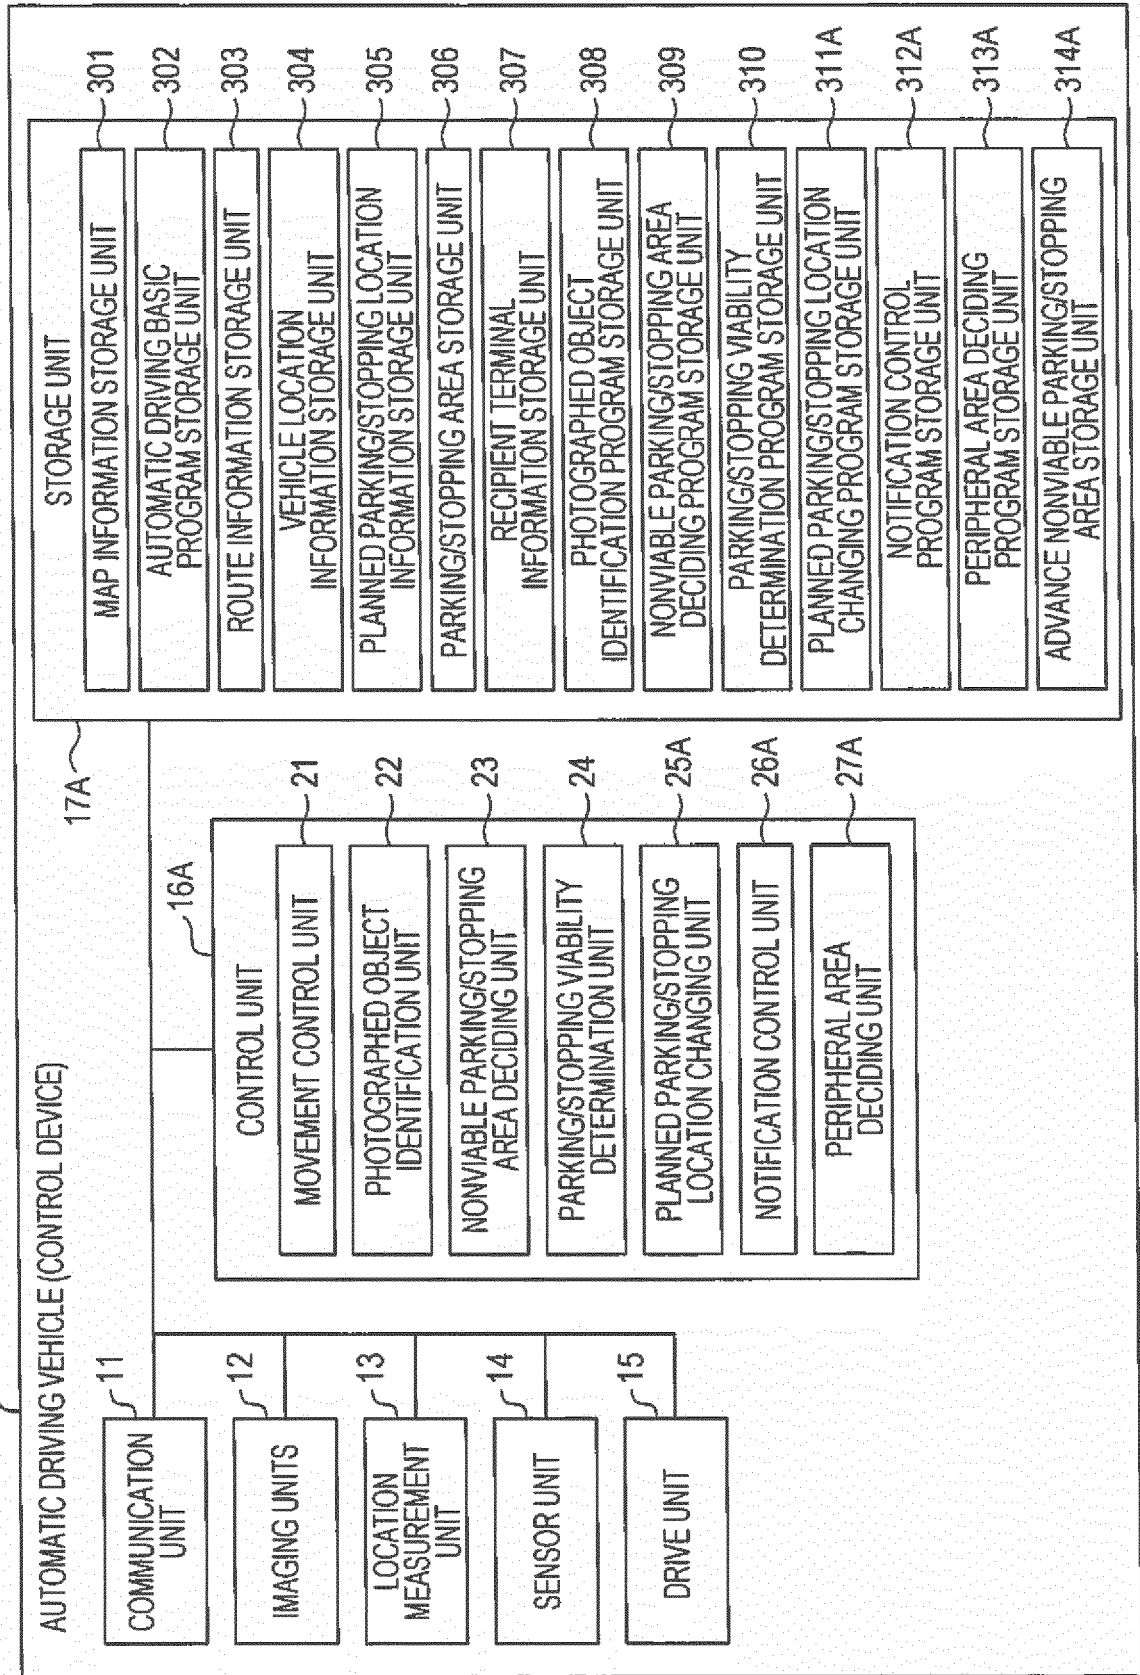 AUTOMATIC DRIVING VEHICLE (CONTROL DEVICE)
11
COMMUNICATION
UNIT
12
IMAGING UNITS
13
LOCATION
MEASUREMENT
UNIT
14
SENSOR UNIT
15
DRIVE UNIT
16A
CONTROL UNIT
MOVEMENT CONTROL UNIT
21
PHOTOGRAPHED OBJECT
IDENTIFICATION UNIT
22
NONVIABLE PARKING/STOPPING
AREA DECIDING UNIT
23
PARKING/STOPPING VIABILITY
DETERMINATION UNIT
24
PLANNED PARKING/STOPPING
LOCATION CHANGING UNIT
25A
NOTIFICATION CONTROL UNIT
26A
PERIPHERAL AREA
DECIDING UNIT
27A
17A
STORAGE UNIT
MAP INFORMATION STORAGE UNIT
301
AUTOMATIC DRIVING BASIC
PROGRAM STORAGE UNIT
302
ROUTE INFORMATION STORAGE UNIT
303
VEHICLE LOCATION
INFORMATION STORAGE UNIT
304
PLANNED PARKING/STOPPING LOCATION
INFORMATION STORAGE UNIT
305
PARKING/STOPPING AREA STORAGE UNIT
306
RECIPIENT TERMINAL
INFORMATION STORAGE UNIT
307
PHOTOGRAPHED OBJECT
IDENTIFICATION PROGRAM STORAGE UNIT
308
NONVIABLE PARKING/STOPPING AREA
DECIDING PROGRAM STORAGE UNIT
309
PARKING/STOPPING VIABILITY
DETERMINATION PROGRAM STORAGE UNIT
310
PLANNED PARKING/STOPPING LOCATION
CHANGING PROGRAM STORAGE UNIT
311A
NOTIFICATION CONTROL
PROGRAM STORAGE UNIT
312A
PERIPHERAL AREA DECIDING
PROGRAM STORAGE UNIT
313A
ADVANCE NONVIABLE PARKING/STOPPING
AREA STORAGE UNIT
314A